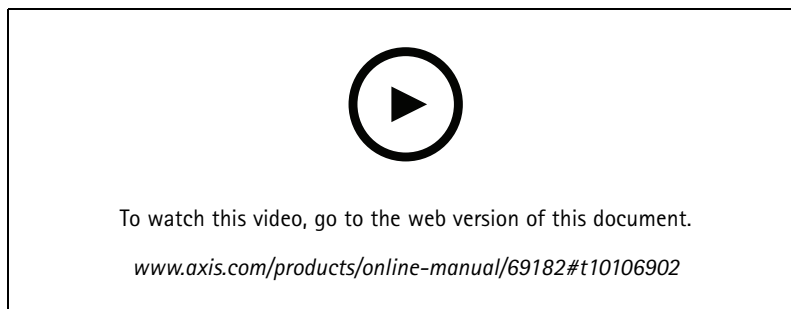 To watch this video, go to the web version of this document.
www.axis.com/products/online-manual/69182#t10106902